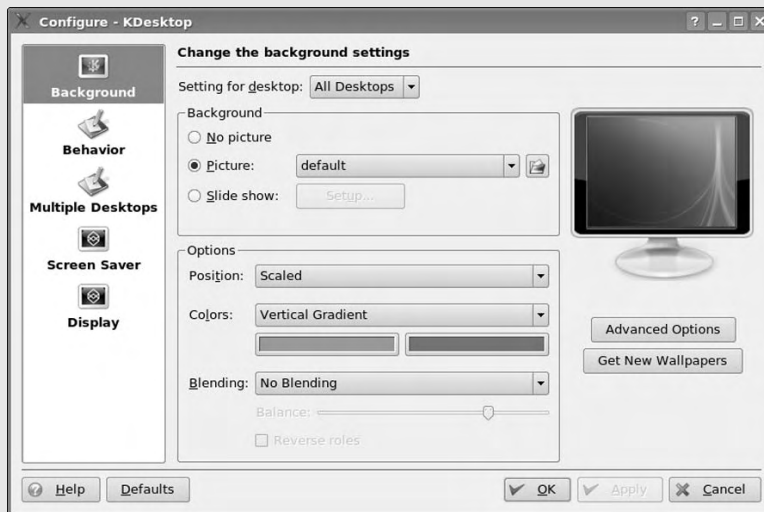 Configure - KDesktop
Background
Behavior
Multiple Desktops
Screen Saver
Display
Change the background settings
Setting for desktop: All Desktops
Background
No picture
Picture: default
Slide show: Setup...
Options
Position: Scaled
Colors: Vertical Gradient
Blending: No Blending
Balance:
Reverse roles
Advanced Options
Get New Wallpapers
Help Defaults OK Apply Cancel